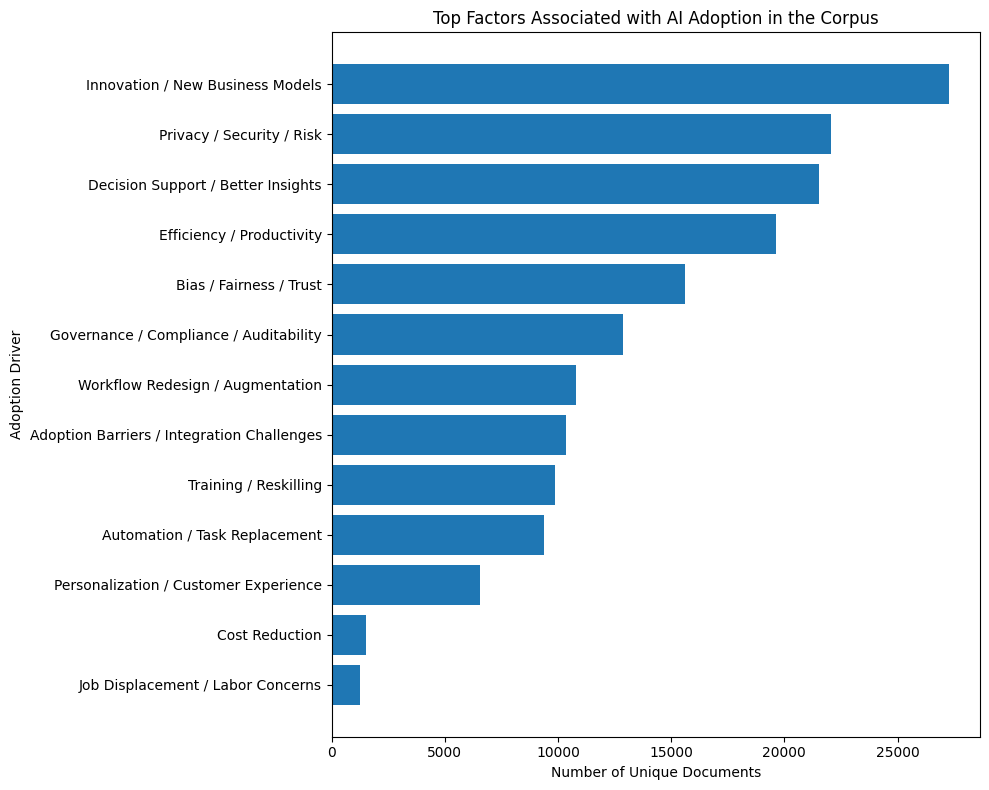 Top Factors Associated with AI Adoption in the Corpus
Adoption Driver
Innovation / New Business Models
Privacy / Security / Risk
Decision Support / Better Insights
Efficiency / Productivity
Bias / Fairness / Trust
Governance / Compliance / Auditability
Workflow Redesign / Augmentation
Adoption Barriers / Integration Challenges
Training / Reskilling
Automation / Task Replacement
Personalization / Customer Experience
Cost Reduction
Job Displacement / Labor Concerns
0 5000 10000 15000 20000 25000
Number of Unique Documents